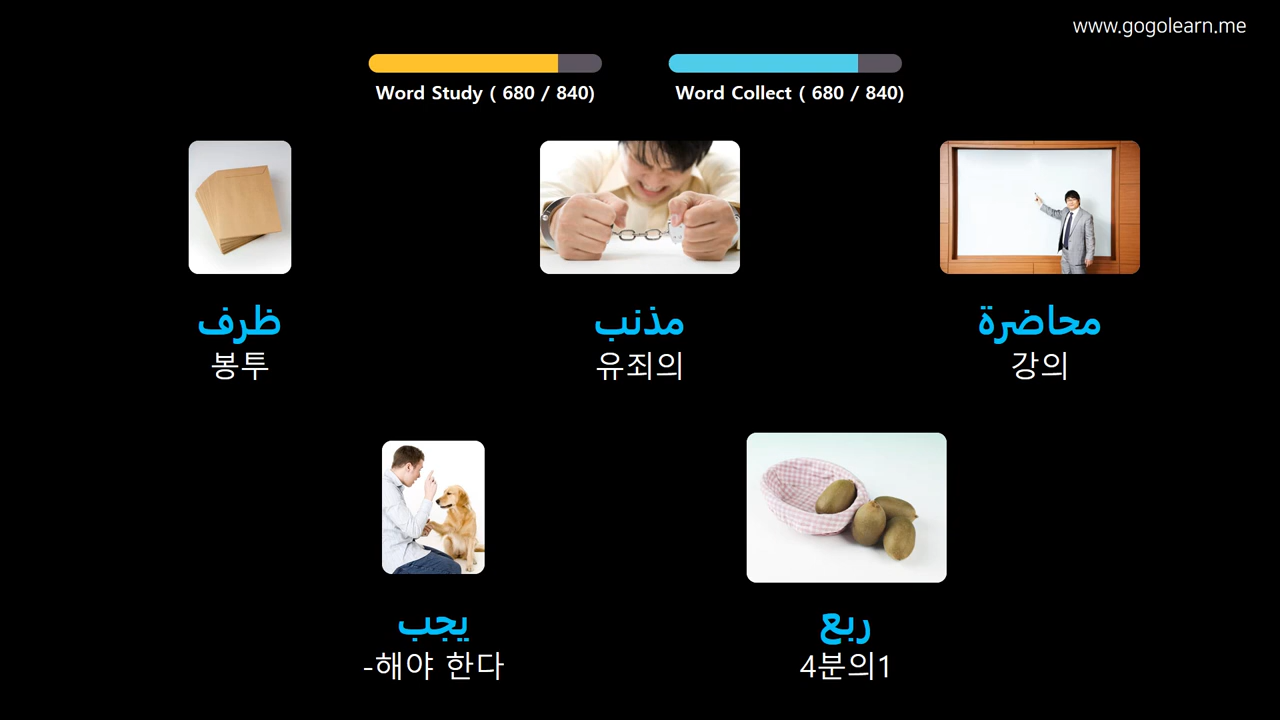 www.gogolearn.me
Word Study ( 680 / 840)
Word Collect ( 680 / 840)
ظرف
봉투
مذنب
유죄의
محاضرة
강의
يجب
-해야 한다
ربع
4분의1